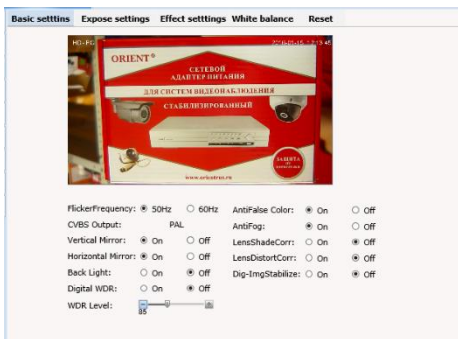 Basic setttins Expose settings Effect setttings White balance Reset
ORIENT®
СЕТЕВОЙ
АДАПТЕР ПИТАНИЯ
ДЛЯ СИСТЕМ ВИДЕОНАБЛЮДЕНИЯ
СТАБИЛИЗИРОВАННЫЙ
ЗАЩИТА
www.orientrus.ru
FlickerFrequency: 50Hz 60Hz AntiFalse Color: On Off
CVBS Output: PAL AntiFog: On Off
Vertical Mirror: On Off LensShadeCorr: On Off
Horizontal Mirror: On Off LensDistortCorr: On Off
Back Light: On Off Dig-ImgStabilize: On Off
Digital WDR: On Off
WDR Level: 85